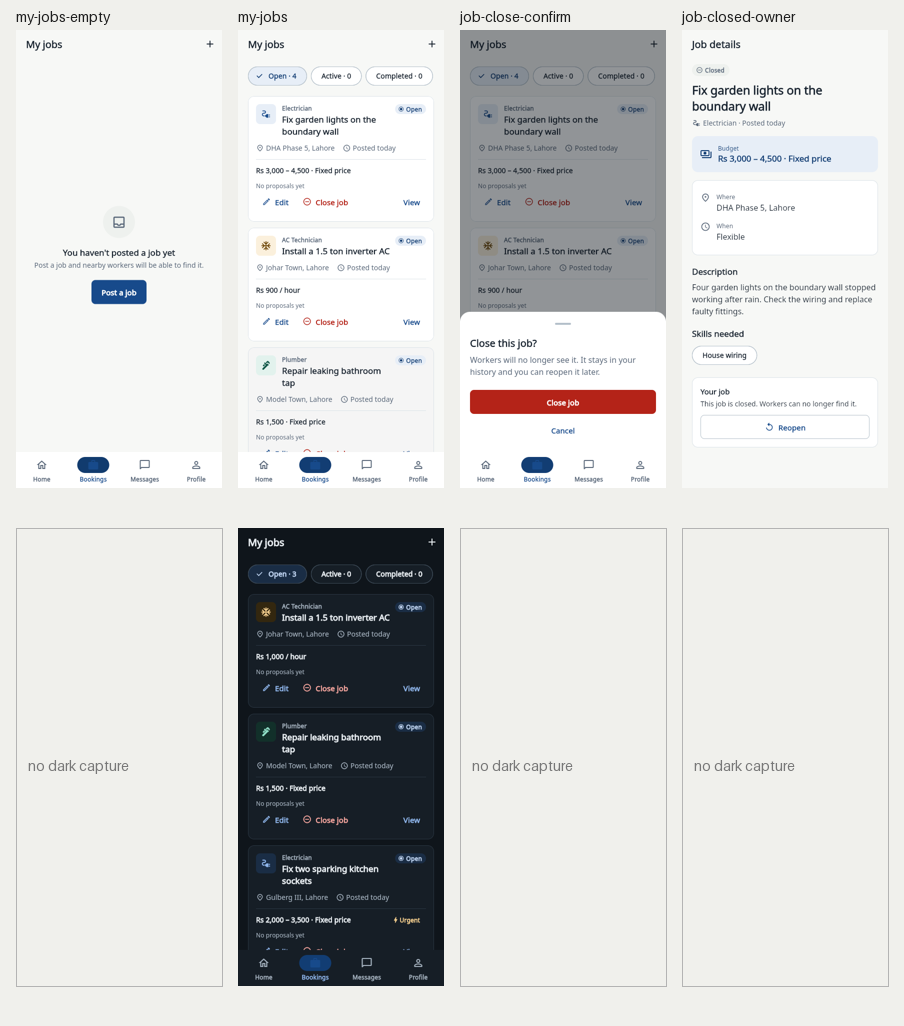 my-jobs-empty
My jobs
You haven't posted a job yet
Post a job and nearby workers will be able to find it.
Post a job
Home
Bookings
Messages
Profile
my-jobs
My jobs
Open · 4
Active · 0
Completed · 0
Electrician
Open
Fix garden lights on the
boundary wall
DHA Phase 5, Lahore
Posted today
Rs 3,000 – 4,500 · Fixed price
No proposals yet
Edit
Close job
View
AC Technician
Open
Install a 1.5 ton inverter AC
Johar Town, Lahore
Posted today
Rs 900 / hour
No proposals yet
Edit
Close job
View
Plumber
Open
Repair leaking bathroom
tap
Model Town, Lahore
Posted today
Rs 1,500 · Fixed price
No proposals yet
Home
Bookings
Messages
Profile
job-close-confirm
My jobs
Open · 4
Active · 0
Completed · 0
Electrician
Open
Fix garden lights on the
boundary wall
DHA Phase 5, Lahore
Posted today
Rs 3,000 – 4,500 · Fixed price
No proposals yet
Edit
Close job
View
AC Technician
Open
Install a 1.5 ton inverter AC
Johar Town, Lahore
Posted today
Rs 900 / hour
No proposals yet
Close this job?
Workers will no longer see it. It stays in your
history and you can reopen it later.
Close job
Cancel
Home
Bookings
Messages
Profile
job-closed-owner
Job details
Closed
Fix garden lights on the
boundary wall
Electrician · Posted today
Budget
Rs 3,000 – 4,500 · Fixed price
Where
DHA Phase 5, Lahore
When
Flexible
Description
Four garden lights on the boundary wall stopped
working after rain. Check the wiring and replace
faulty fittings.
Skills needed
House wiring
Your job
This job is closed. Workers can no longer find it.
Reopen
no dark capture
My jobs
Open · 3
Active · 0
Completed · 0
AC Technician
Open
Install a 1.5 ton inverter AC
Johar Town, Lahore
Posted today
Rs 1,000 / hour
No proposals yet
Edit
Close job
View
Plumber
Open
Repair leaking bathroom
tap
Model Town, Lahore
Posted today
Rs 1,500 · Fixed price
No proposals yet
Edit
Close job
View
Electrician
Open
Fix two sparking kitchen
sockets
Gulberg III, Lahore
Posted today
Rs 2,000 – 3,500 · Fixed price
Urgent
No proposals yet
Home
Bookings
Messages
Profile
no dark capture
no dark capture